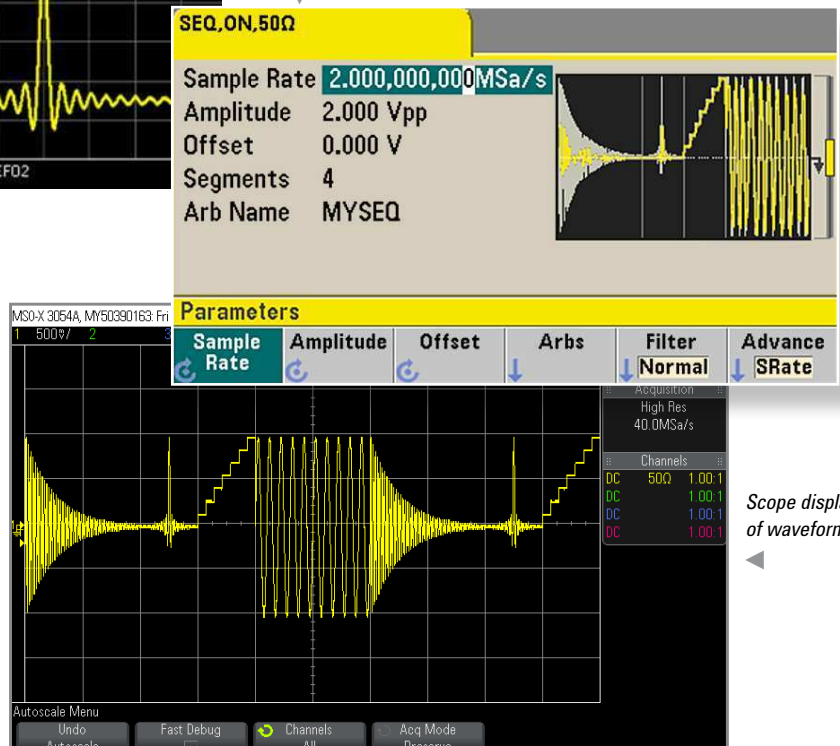 SEQ,ON,50Ω
Sample Rate 2.000,000,000MSa/s
Amplitude 2.000 Vpp
Offset 0.000 V
Segments 4
Arb Name MYSEQ
Parameters
Sample Rate
Amplitude
Offset
Arbs
Filter
Normal
Advance
SRate
EF02
MSO-X 3054A, MY50390163: Fri
1 500 2 3
Acquisition
High Res
40.0MSa/s
Channels
DC 50Ω 1.00:1
DC 1.00:1
DC 1.00:1
DC 1.00:1
Scope
of
Autoscale Menu
Undo
Autoscale
Fast Debug
Channels
All
Acq Mode
Preserve